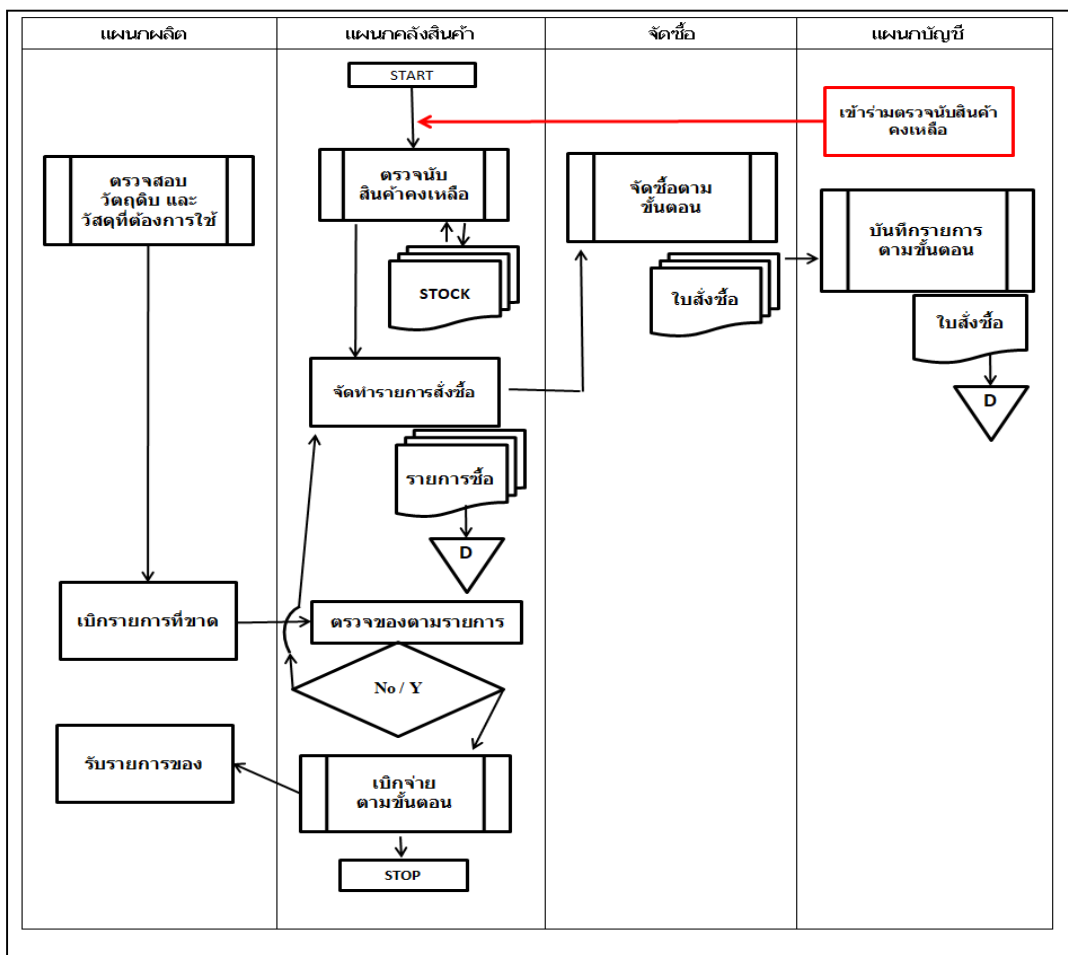 แผนกผลิต
แผนกคลังสินค้า
จัดซื้อ
แผนกบัญชี
START
เข้าร่วมตรวจนับสินค้า
คงเหลือ
ตรวจสอบ
วัตถุดิบ และ
วัสดุที่ต้องการใช้
ตรวจนับ
สินค้าคงเหลือ
จัดซื้อตาม
ขั้นตอน
บันทึกรายการ
ตามขั้นตอน
STOCK
ใบสั่งซื้อ
ใบสั่งซื้อ
จัดทำรายการสั่งซื้อ
D
รายการซื้อ
D
เบิกรายการที่ขาด
ตรวจของตามรายการ
No / Y
รับรายการของ
เบิกจ่าย
ตามขั้นตอน
STOP